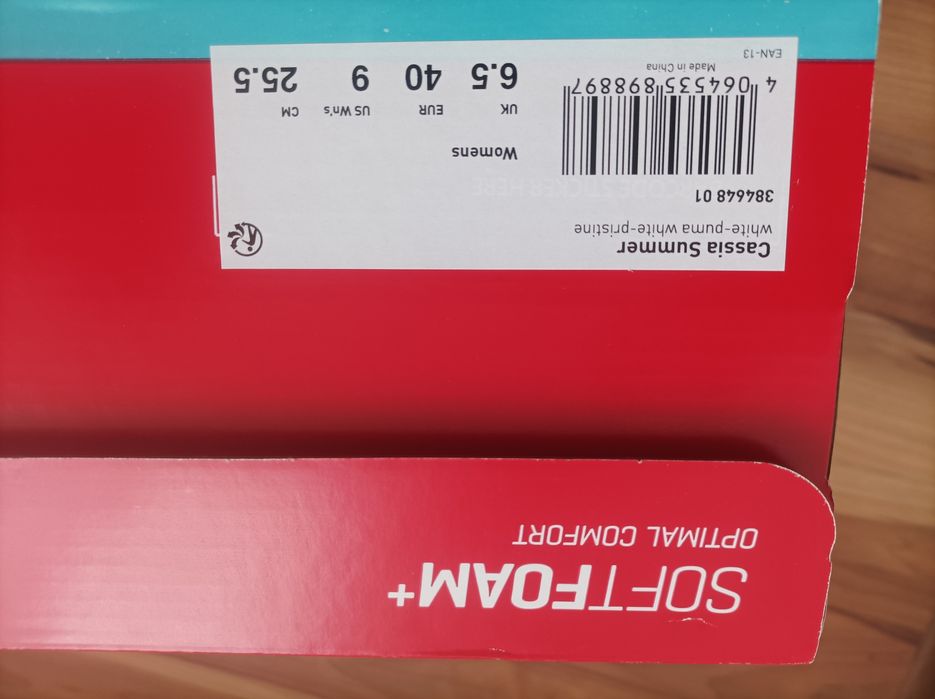 Cassia Summer
white-puma white-pristine
384648 01
4 064535 898897
Made in China
EAN-13
Womens
UK EUR US Wn's CM
6.5 40 9 25.5
SOFTFOAM+
OPTIMAL COMFORT